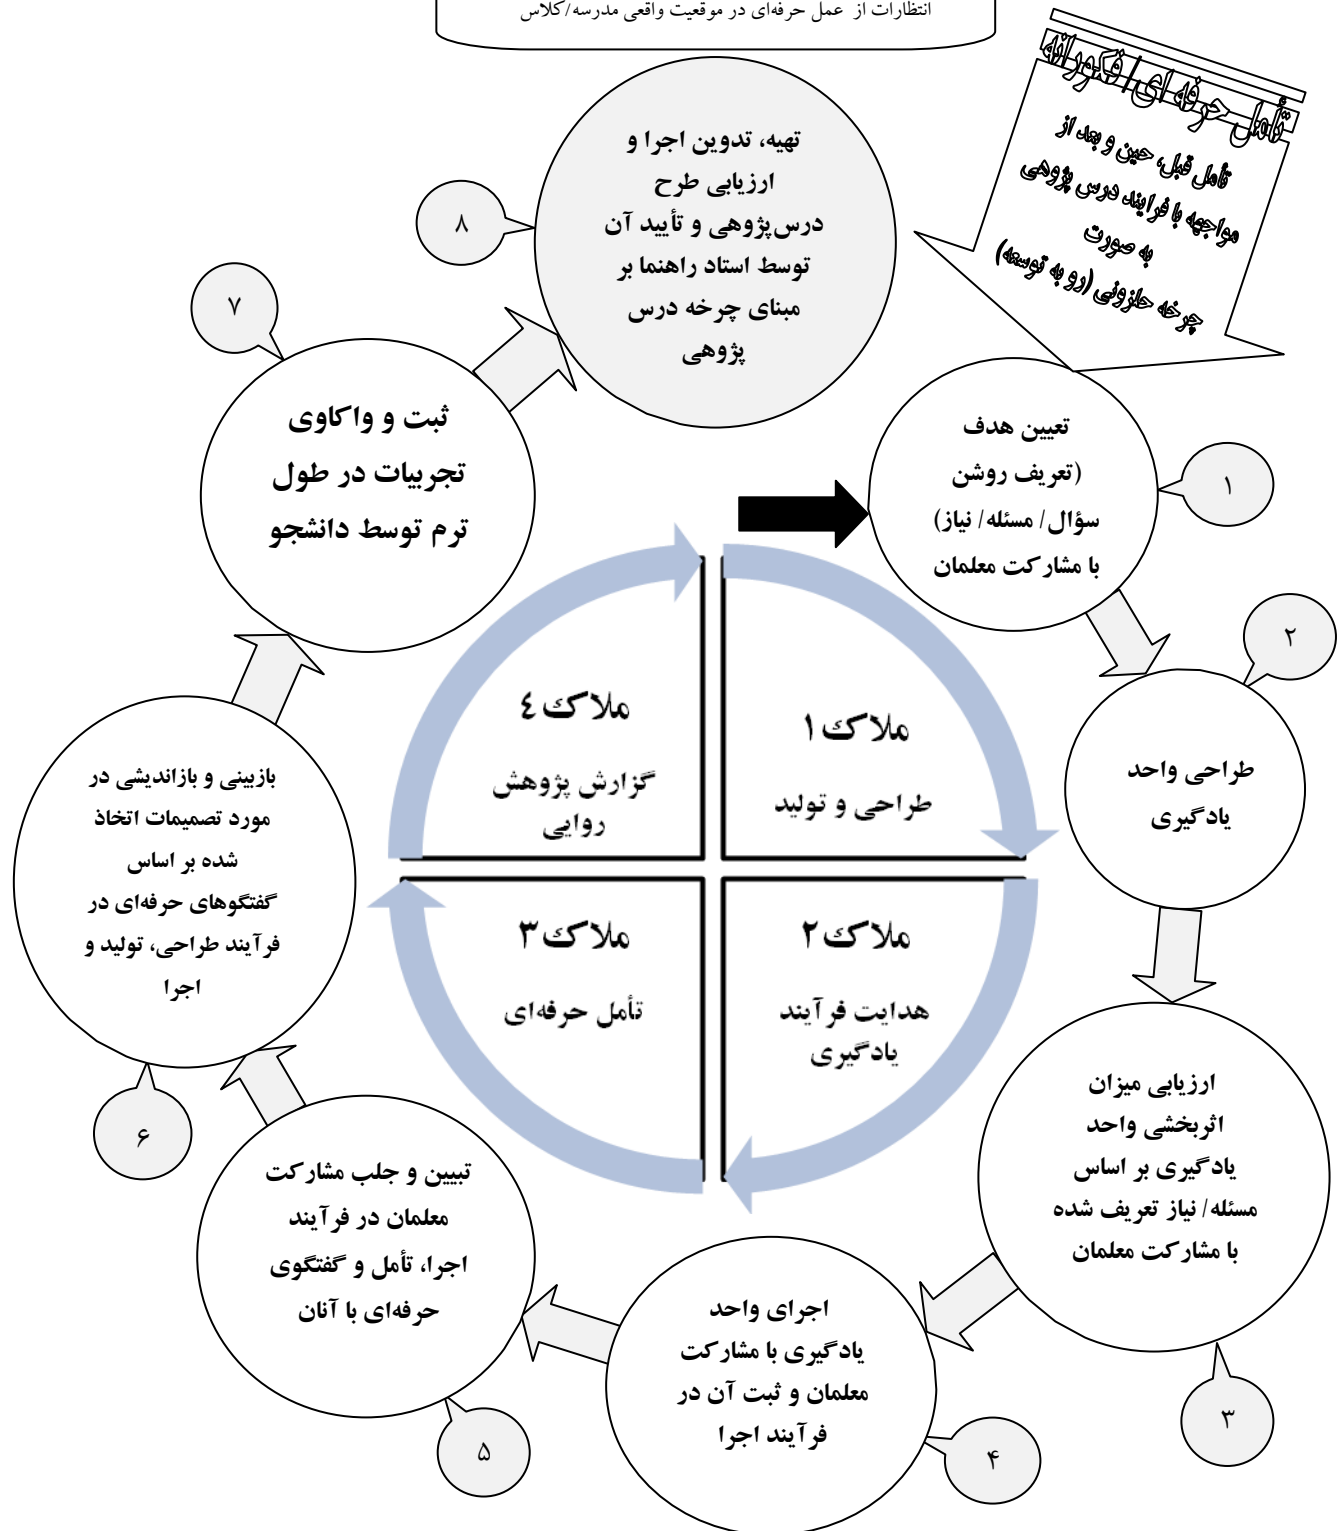 انتظارات از عمل حرفه‌ای در موقعیت واقعی مدرسه/کلاس
تأمل حرفه ای/ فکورانه
تأمل قبل، حین و بعد از
مواجهه با فرایند درس پژوهی
به صورت
چرخه حلزونی (رو به توسعه)
تعیین هدف
(تعریف روشن
سؤال/ مسئله/ نیاز)
با مشارکت معلمان
۱
طراحی واحد
یادگیری
۲
ارزیابی میزان
اثربخشی واحد
یادگیری بر اساس
مسئله/ نیاز تعریف شده
با مشارکت معلمان
۳
اجرای واحد
یادگیری با مشارکت
معلمان و ثبت آن در
فرآیند اجرا
۴
تبیین و جلب مشارکت
معلمان در فرآیند
اجرا، تأمل و گفتگوی
حرفه‌ای با آنان
۵
بازبینی و بازاندیشی در
مورد تصمیمات اتخاذ
شده بر اساس
گفتگوهای حرفه‌ای در
فرآیند طراحی، تولید و
اجرا
۶
ثبت و واکاوی
تجربیات در طول
ترم توسط دانشجو
۷
تهیه، تدوین اجرا و
ارزیابی طرح
درس‌پژوهی و تأیید آن
توسط استاد راهنما بر
مبنای چرخه درس
پژوهی
۸
ملاک ۱
طراحی و تولید
ملاک ۲
هدایت فرآیند
یادگیری
ملاک ۳
تأمل حرفه‌ای
ملاک ٤
گزارش پژوهش
روایی